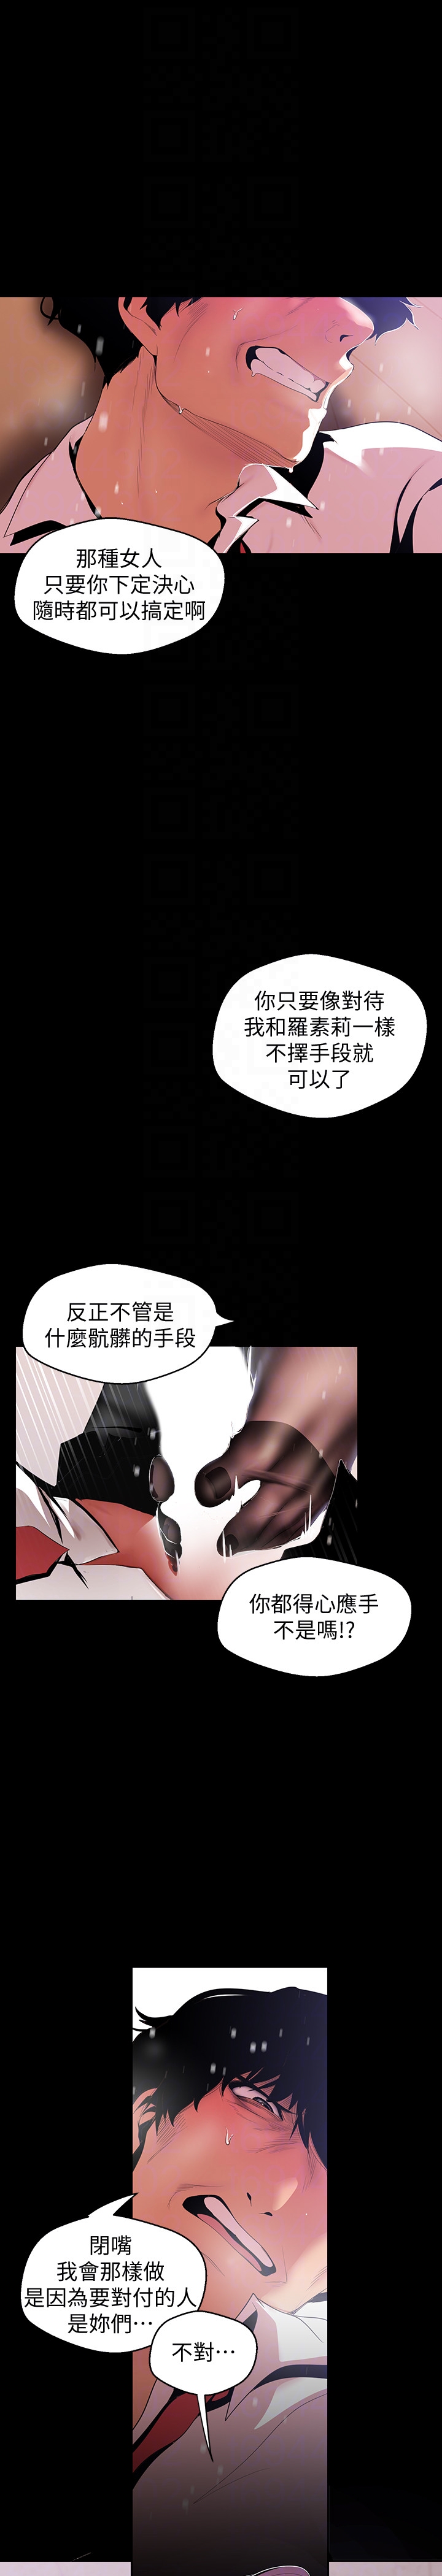 那種女人
只要你下定決心
隨時都可以搞定啊
你只要像對待
我和羅素莉一樣
不擇手段就
可以了
反正不管是
什麼骯髒的手段
你都得心應手
不是嗎!?
閉嘴
我會那樣做
是因為要對付的人
是妳們…
不對…